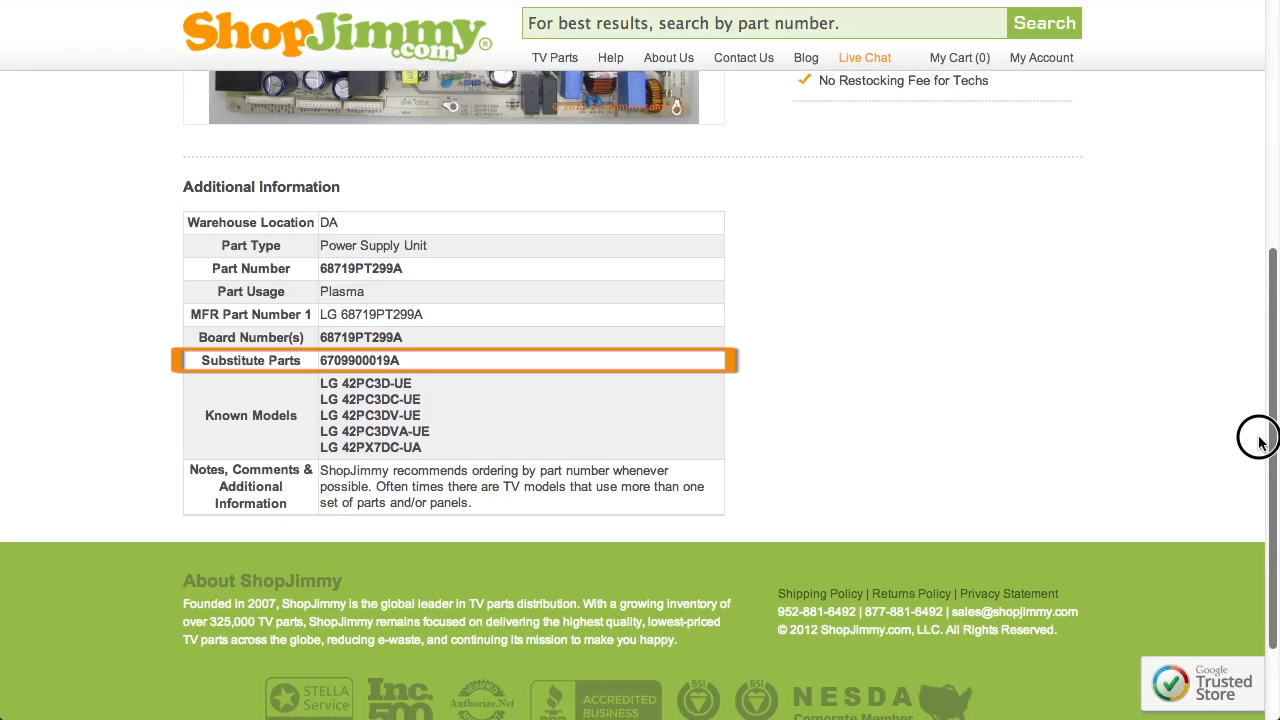 ShopJimmy.com®
For best results, search by part number.
Search
TV Parts Help About Us Contact Us Blog Live Chat My Cart (0) My Account
No Restocking Fee for Techs
Additional Information
Warehouse Location DA
Part Type Power Supply Unit
Part Number 68719PT299A
Part Usage Plasma
MFR Part Number 1 LG 68719PT299A
Board Number(s) 68719PT299A
Substitute Parts 6709900019A
Known Models
LG 42PC3D-UE
LG 42PC3DC-UE
LG 42PC3DV-UE
LG 42PC3DVA-UE
LG 42PX7DC-UA
Notes, Comments &
Additional
Information
ShopJimmy recommends ordering by part number whenever
possible. Often times there are TV models that use more than one
set of parts and/or panels.
About ShopJimmy
Founded in 2007, ShopJimmy is the global leader in TV parts distribution. With a growing inventory of
over 325,000 TV parts, ShopJimmy remains focused on delivering the highest quality, lowest-priced
TV parts across the globe, reducing e-waste, and continuing its mission to make you happy.
Shipping Policy | Returns Policy | Privacy Statement
952-881-6492 | 877-881-6492 | sales@shopjimmy.com
© 2012 ShopJimmy.com, LLC. All Rights Reserved.
STELLA
Service
Inc.
500
Authorize.Net
BBB
ACCREDITED
BUSINESS
BSI
BSI
NESDA
Corporate Member
Google
Trusted
Store